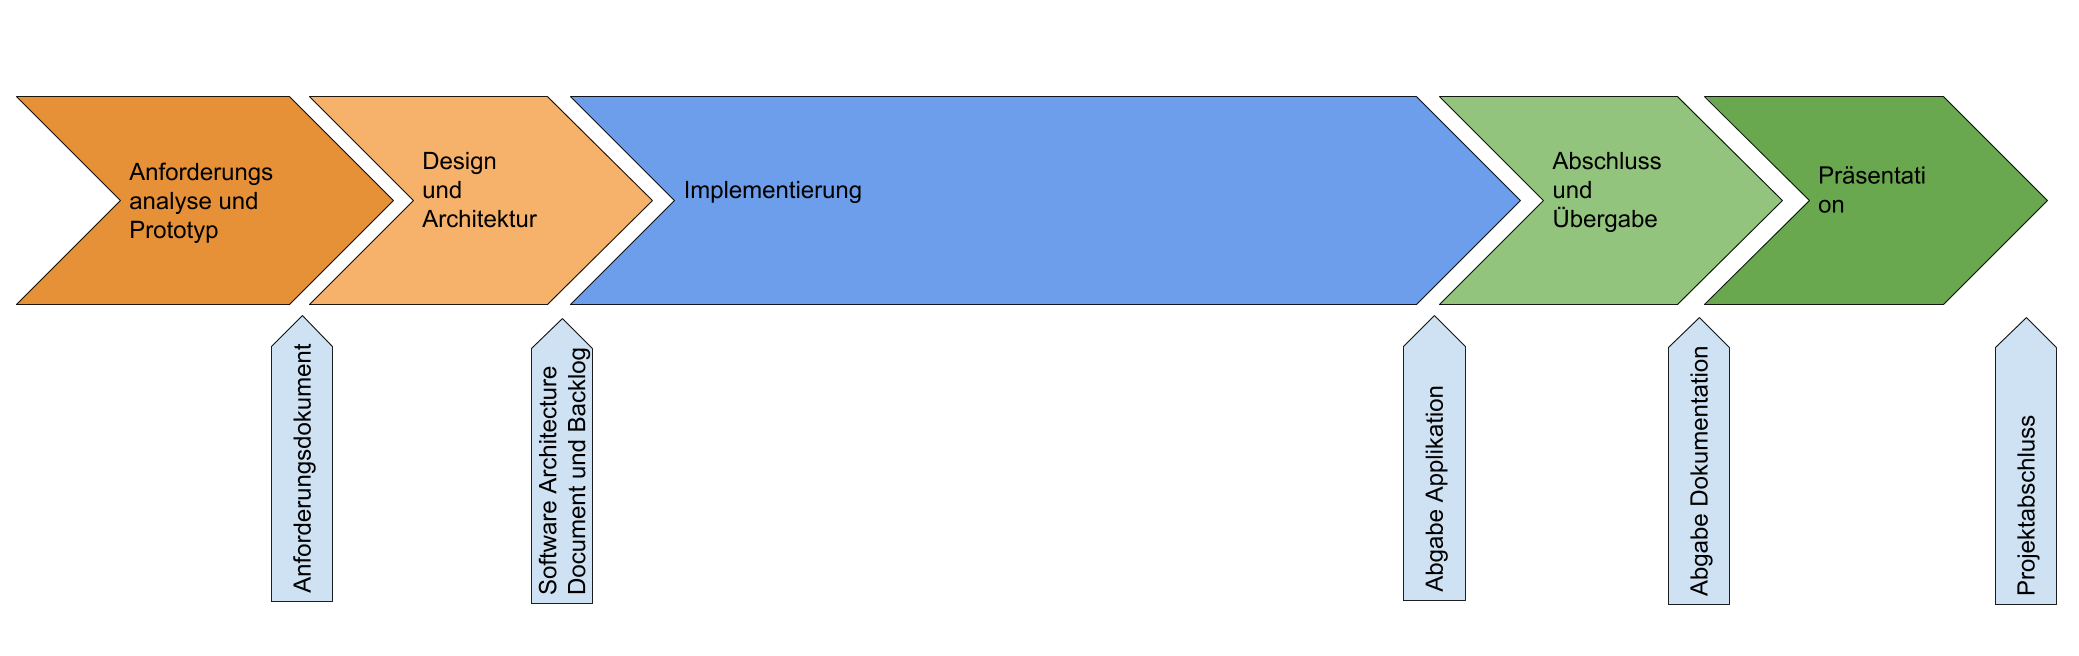 Anforderungs
analyse und
Prototyp
Design
und
Architektur
Implementierung
Abschluss
und
Übergabe
Präsentati
on
Anforderungsdokument
Software Architecture
Document und Backlog
Abgabe Applikation
Abgabe Dokumentation
Projektabschluss